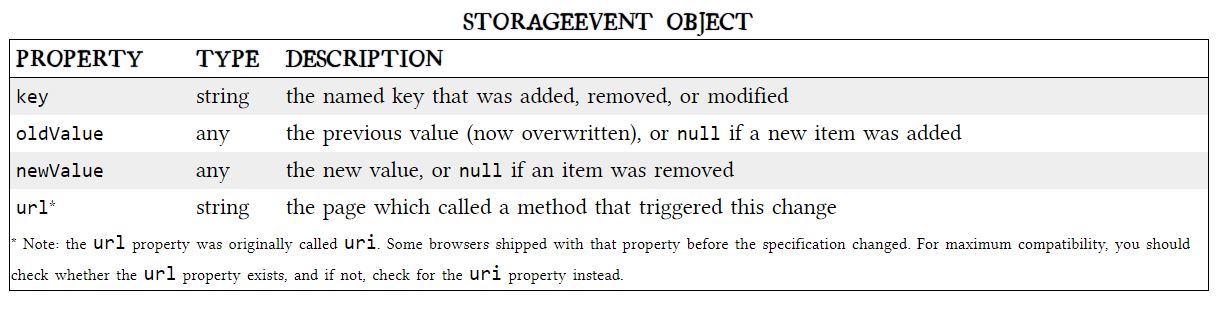 STORAGEEVENT OBJECT
PROPERTY TYPE DESCRIPTION
key string the named key that was added, removed, or modified
oldValue any the previous value (now overwritten), or null if a new item was added
newValue any the new value, or null if an item was removed
url* string the page which called a method that triggered this change
* Note: the url property was originally called uri. Some browsers shipped with that property before the specification changed. For maximum compatibility, you should
check whether the url property exists, and if not, check for the uri property instead.